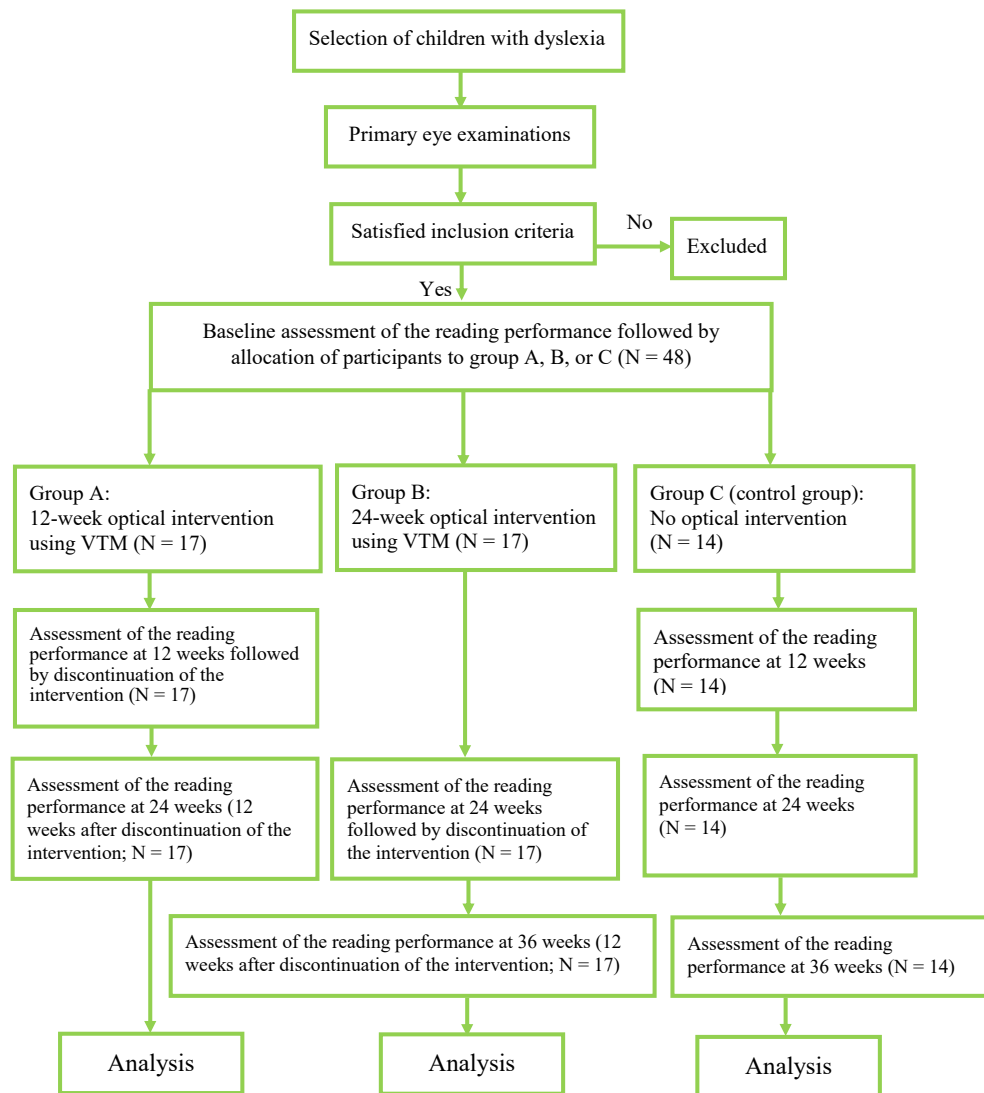 Selection of children with dyslexia
Primary eye examinations
Satisfied inclusion criteria
No
Excluded
Yes
Baseline assessment of the reading performance followed by
allocation of participants to group A, B, or C (N = 48)
Group A:
12-week optical intervention
using VTM (N = 17)
Group B:
24-week optical intervention
using VTM (N = 17)
Group C (control group):
No optical intervention
(N = 14)
Assessment of the reading
performance at 12 weeks followed
by discontinuation of the
intervention (N = 17)
Assessment of the reading
performance at 12 weeks
(N = 14)
Assessment of the reading
performance at 24 weeks (12
weeks after discontinuation of the
intervention; N = 17)
Assessment of the reading
performance at 24 weeks
followed by discontinuation of
the intervention (N = 17)
Assessment of the reading
performance at 24 weeks
(N = 14)
Assessment of the reading performance at 36 weeks (12
weeks after discontinuation of the intervention; N = 17)
Assessment of the reading
performance at 36 weeks (N = 14)
Analysis
Analysis
Analysis